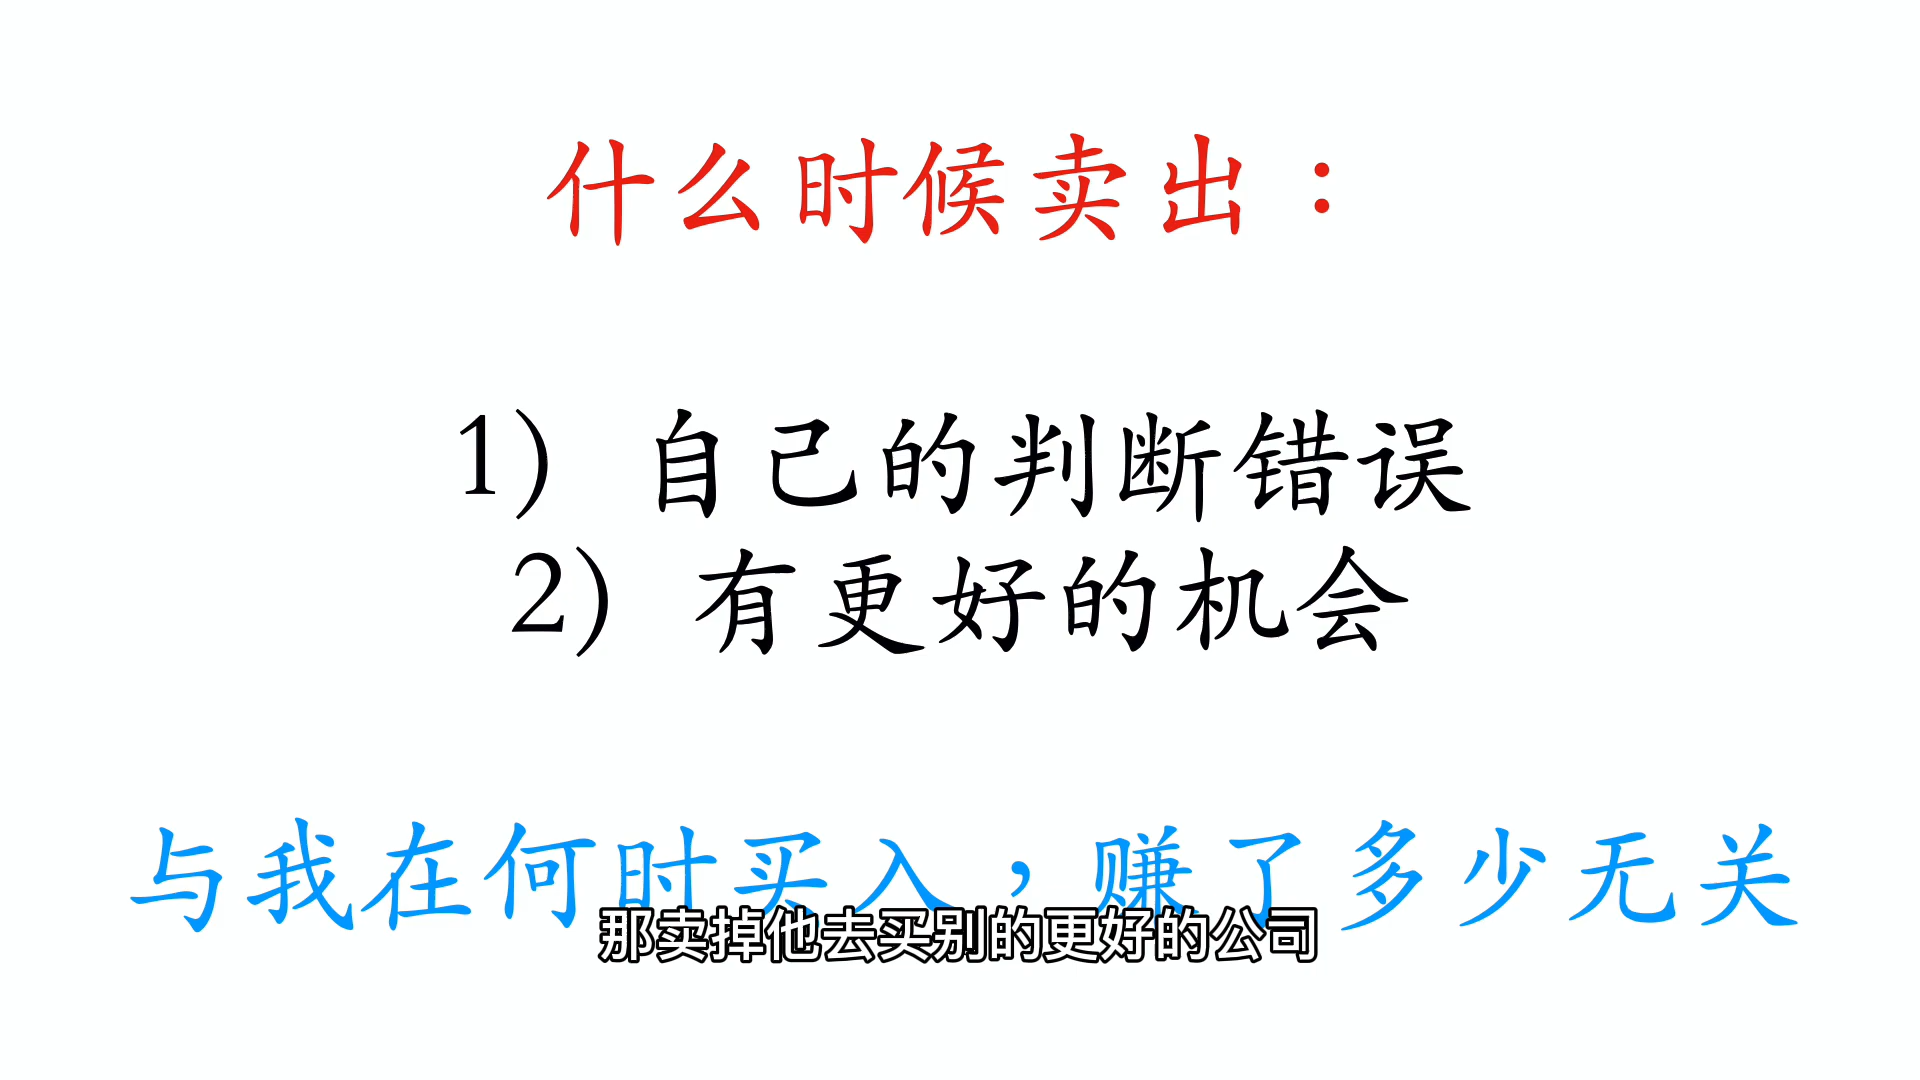 什么时候卖出：
1) 自己的判断错误
2) 有更好的机会
与我在何时买入，赚了多少无关
那卖掉他去买别的更好的公司